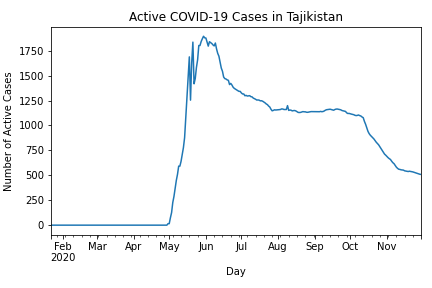 Active COVID-19 Cases in Tajikistan
Number of Active Cases
1750
1500
1250
1000
750
500
250
0
Feb Mar Apr May Jun Jul Aug Sep Oct Nov
2020
Day